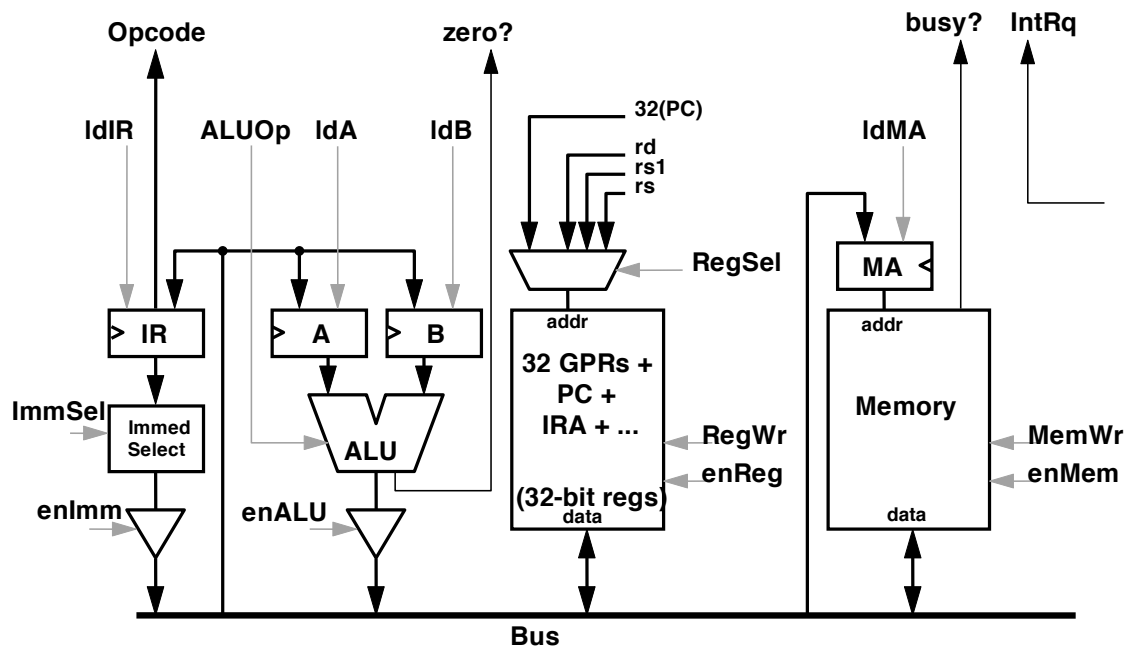 Opcode
zero?
busy?
IntRq
32(PC)
ldIR
ALUOp
ldA
ldB
rd
rs1
rs
ldMA
RegSel
MA
IR
A
B
addr
addr
32 GPRs +
PC +
IRA + ...
ImmSel
Immed
Select
ALU
Memory
RegWr
MemWr
enReg
enMem
enImm
enALU
(32-bit regs)
data
data
Bus